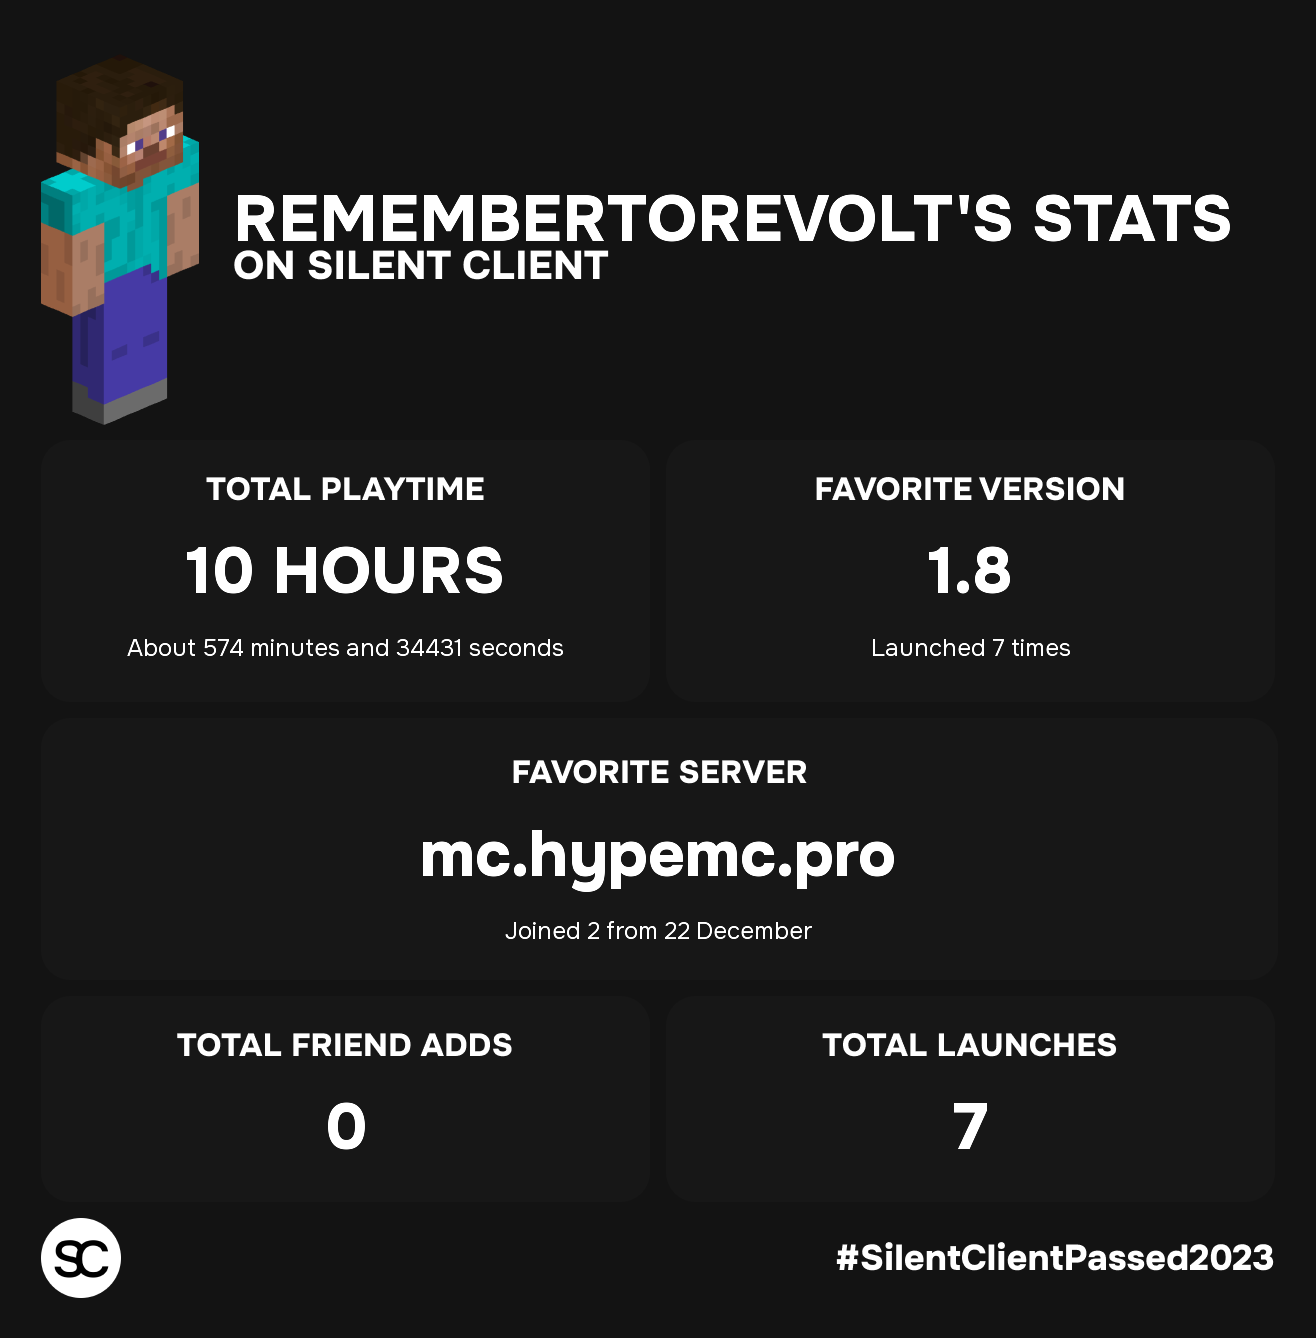 REMEMBERTOREVOLT'S STATS
ON SILENT CLIENT
TOTAL PLAYTIME
10 HOURS
About 574 minutes and 34431 seconds
FAVORITE VERSION
1.8
Launched 7 times
FAVORITE SERVER
mc.hypemc.pro
Joined 2 from 22 December
TOTAL FRIEND ADDS
0
TOTAL LAUNCHES
7
SC
#SilentClientPassed2023